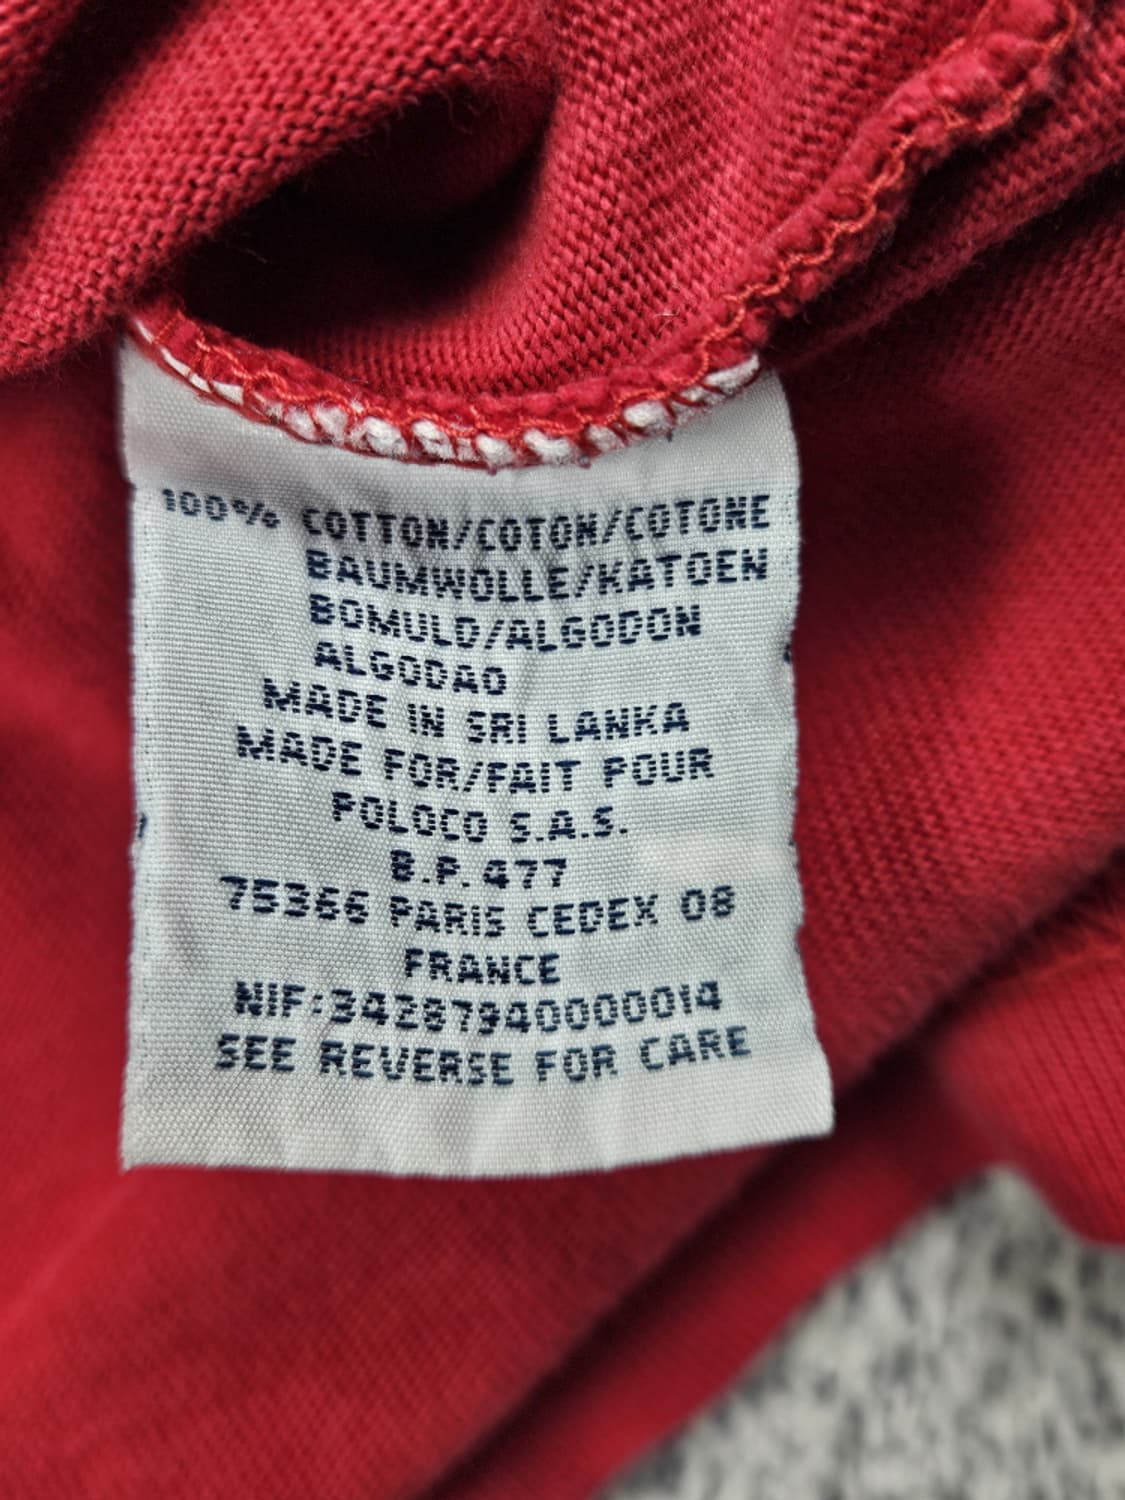 100% COTTON/COTON/COTONE
BAUMWOLLE/KATOEN
BOMULD/ALGODON
ALGODAO
MADE IN SRI LANKA
MADE FOR/FAIT POUR
POLOCO S.A.S.
B.P. 477
75366 PARIS CEDEX 08
FRANCE
NIF:34287940000014
SEE REVERSE FOR CARE